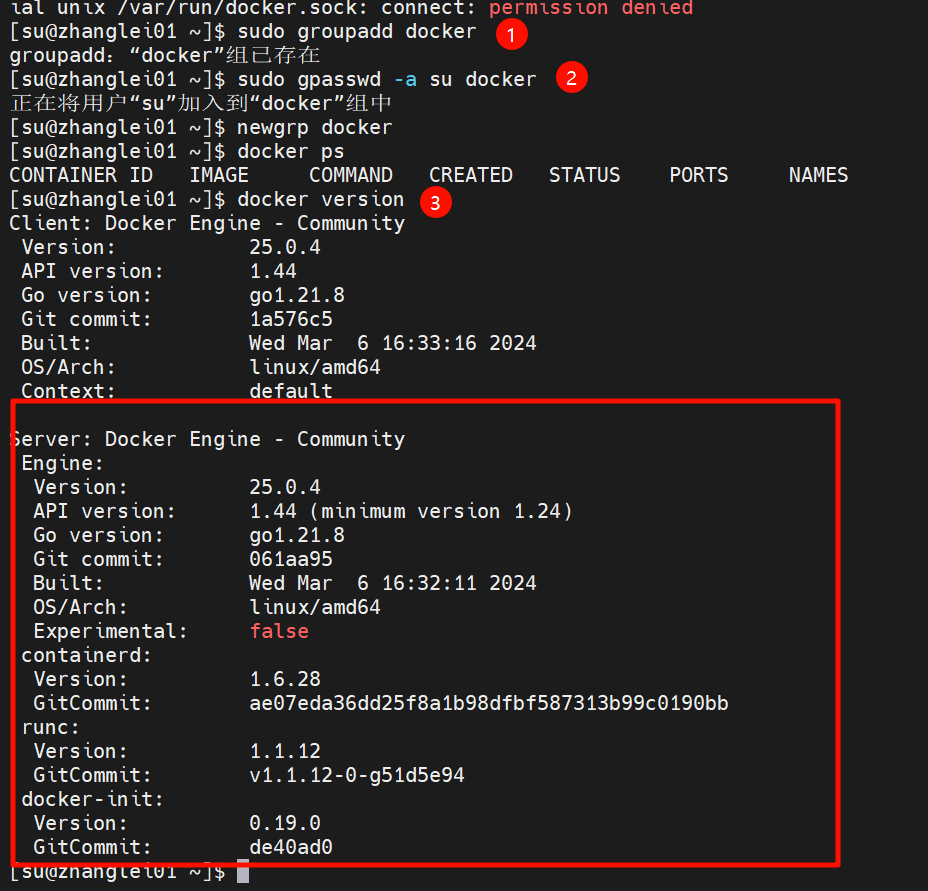 ial unix /var/run/docker.sock: connect: permission denied
[su@zhanglei01 ~]$ sudo groupadd docker 1
groupadd：“docker”组已存在
[su@zhanglei01 ~]$ sudo gpasswd -a su docker 2
正在将用户“su”加入到“docker”组中
[su@zhanglei01 ~]$ newgrp docker
[su@zhanglei01 ~]$ docker ps
CONTAINER ID   IMAGE     COMMAND   CREATED   STATUS    PORTS     NAMES
[su@zhanglei01 ~]$ docker version 3
Client: Docker Engine - Community
 Version:           25.0.4
 API version:       1.44
 Go version:        go1.21.8
 Git commit:        1a576c5
 Built:             Wed Mar  6 16:33:16 2024
 OS/Arch:           linux/amd64
 Context:           default
Server: Docker Engine - Community
 Engine:
  Version:          25.0.4
  API version:      1.44 (minimum version 1.24)
  Go version:       go1.21.8
  Git commit:       061aa95
  Built:            Wed Mar  6 16:32:11 2024
  OS/Arch:          linux/amd64
  Experimental:     false
 containerd:
  Version:          1.6.28
  GitCommit:        ae07eda36dd25f8a1b98dfbf587313b99c0190bb
 runc:
  Version:          1.1.12
  GitCommit:        v1.1.12-0-g51d5e94
 docker-init:
  Version:          0.19.0
  GitCommit:        de40ad0
[su@zhanglei01 ~]$